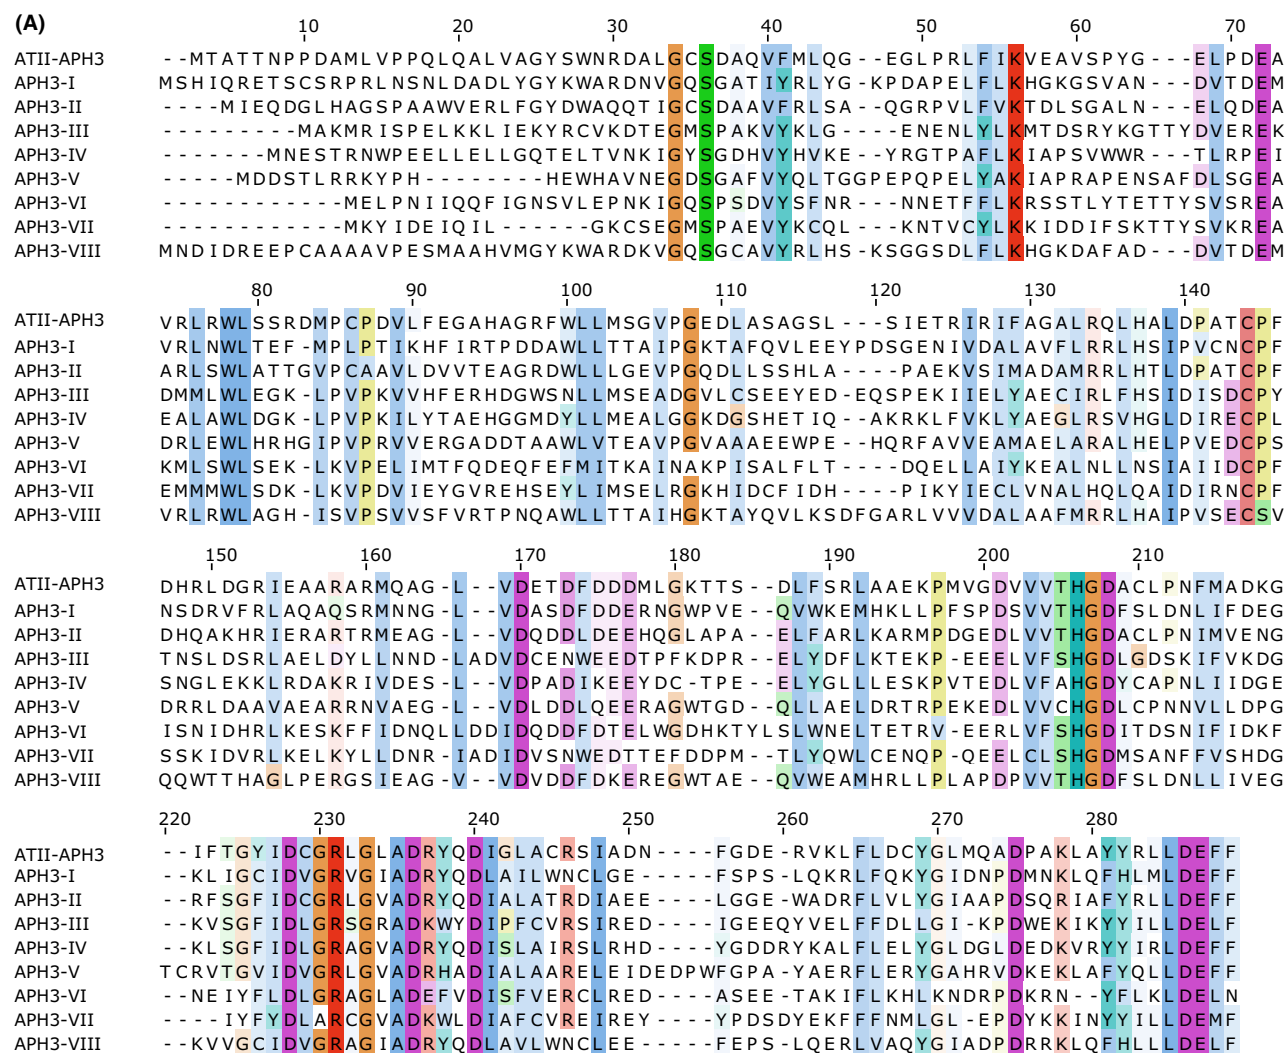 (A)
10 20 30 40 50 60 70
ATII-APH3 --MTATTNPPDAMLVPPQLQALVAGYSWNRDALGCSDAQVFMLQG--EGLPRLFIKVEAVSPYG---ELPDEA
APH3-I MSHIQRETSCSRPRLNSNLDADLYGYKWARDNVGQSGATIYRLYG-KPDAPELFLKHGKGSVAN---DVTDEM
APH3-II ----MIEQDGLHAGSPAAWVERLFGYDWAQQTIGCSDAAVFRLSA--QGRPVLFVKTDLSGALN---ELQDEA
APH3-III ---------MAKMRISPELKKLIEKYRCVKDTEGMSPAKVYKLG----ENENLYLKMTDSRYKGTTYDVEREK
APH3-IV -------MNESTRNWPEELLELLGQTELTVNKIGYSGDHVYHVKE--YRGTPAFLKIAPSVWWR---TLRPEI
APH3-V -----MDDSTLRRKYPH--------HEWHAVNEGDSGAFVYQLTGGPEPQPELYAKIAPRAPENSAFDLSGEA
APH3-VI ------------MELPNIIQQFIGNSVLEPNKIGQSPSDVYSFNR---NNETFFLKRSSTLYTETTYSVSREA
APH3-VII ------------MKYIDEIQIL------GKCSEGMSPAEVYKCQL---KNTVCYLKKIDDIFSKTTYSVKREA
APH3-VIII MNDIDREEPCAAAAVPESMAAHVMGYKWARDKVGQSGCAVYRLHS-KSGGSDLFLKHGKDAFAD---DVTDEM
80 90 100 110 120 130 140
ATII-APH3 VRLRWLSSRDMPCPDVLFEGAHAGRFWLLMSGVPGEDLASAGSL---SIETRIRIFAGALRQLHALDPATCPF
APH3-I VRLNWLTEF-MPLPTIKHFIRTPDDAWLLTTAIPGKTAFQVLEEYPDSGENIVDALAVFLRRLHSIPVCNCPF
APH3-II ARLSWLATTGVPCAAVLDVVTEAGRDWLLLGEVPGQDLLSSHLA---PAEKVSIMADAMRRLHTLDPATCPF
APH3-III DMMLWLEGK-LPVPKVVHFERHDGWSNLLMSEADGVLCSEEYED-EQSPEKIIELYAECIRLFHSIDISDCPY
APH3-IV EALAWLDGK-LPVPKILYTAEHGGMDYLLMEALGGKDGSHETIQ---AKRKLFVKLYAEGLRSVHGLDIRECPL
APH3-V DRLEWLHRHGIPVPRVVERGADDTAAWLVTEAVPGVAAAEEWPE---HQRFAVVEAMAELARALHELPVEDCPS
APH3-VI KMLSWLSEK-LKVPELIMTFQDEQFEFMITKAINAKPISALFLT----DQELLAIYKEALNLLNSIAIIDCPF
APH3-VII EMMMWLSDK-LKVPDVIEYGVREHSEYLIMSELRGKHIDCFIDH----PIKYIECLVNALHQLQAIDIRNCPF
APH3-VIII VRLRWLAGH-ISVPSVVSFVRTPNQAWLLTTAIHGKTAYQVLKSDFGARLVVVDALAAFMRRLHAIPVSECSV
150 160 170 180 190 200 210
ATII-APH3 DHRLDGRIEAARARMQAG-L--VDETDFDDDMLGKTTS--DLFSRLAAEKPMVGDVVVTHGDACLPNFMADKG
APH3-I NSDRVFRLAQAQSRMNNG-L--VDASDFDDERNGWPVE--QVWKEMHKLLPFSPDSVVTHGDFSLDNLIFDEG
APH3-II DHQAKHRIERARTRMEAG-L--VDQDDLDEEHQGLAPA--ELFARLKARMPDGEDLVVTHGDACLPNIMVENG
APH3-III TNSLDSRLAELDYLLNND-LADVDCENWEEDTPFKDPR--ELYDFLKTEKP-EEELVFSHGDLGDSKIFVKDG
APH3-IV SNGLEKKLRDAKRIVDES-L--VDPADIKEEYDC-TPE--ELYGLLLESKPVTEDLVFAHGDYCAPNLIIDGE
APH3-V DRRLDAAVAEARRNVAEG-L--VDLDDLQEERAGWTGD--QLLAELDRTRPEKEDLVVCHGDLCPNNVLLDPG
APH3-VI ISNIDHRLKESKFFIDNQLLDDIDQDDFDTELWGDHKTYLSLWNELTETRV-EERLVFSHGDITDSNIFIDKF
APH3-VII SSKIDVRLKELKYLLDNR-IADIDVSNWEDTTEFDDPM--TLYQWLCENQP-QEELCLSHGDMSANFFVSHDG
APH3-VIII QQWTTHAGLPERGSIEAG-V--VDVDDFDKEREGWTAE--QVWEAMHRLLPLAPDPVVTHGDFSLDNLLIVEG
220 230 240 250 260 270 280
ATII-APH3 --IFTGYIDCGRLGLADRYQDIGLACRSIADN----FGDE-RVKLFLDCYGLMQADPAKLAYYRLLDEFF
APH3-I --KLIGCIDVGRVGIADRYQDLAILWNCLGE----FSPS-LQKRLFQKYGIDNPDMNKLQFHLMLDEFF
APH3-II --RFSGFIDCGRLGVADRYQDIALATRDIAEE----LGGE-WADRFLVLYGIAAPDSQRIAFYRLLDEFF
APH3-III --KVSGFIDLGRSGRADKWYDIPFCVRSIRED----IGEEQYVELFFDLLGI-KPDWEKIKYYILLDELF
APH3-IV --KLSGFIDLGRAGVADRYQDISLAIRSLRHD----YGDDRYKALFLELYGLDGLDEDKVRYYIRLDEFF
APH3-V TCRVTGVIDVGRLGVADRHADIALAARELEIDEDPWFGPA-YAERFLERYGAHRVDKEKLAFYQLLDEFF
APH3-VI --NEIYFLDLGRAGLADEFVDISFVERCLRED----ASEE-TAKIFLKHLKNDRPDKRN--YFLKLDELN
APH3-VII ----IYFYDLARCGVADKWLDIAFCVREIREY----YPDSDYEKFFFNMLGL-EPDYKKINYYILLDEMF
APH3-VIII --KVVGCIDVGRAGIADRYQDLAVLWNCLEE----FEPS-LQERLVAQYGIADPDRRKLQFHLLLDEFF